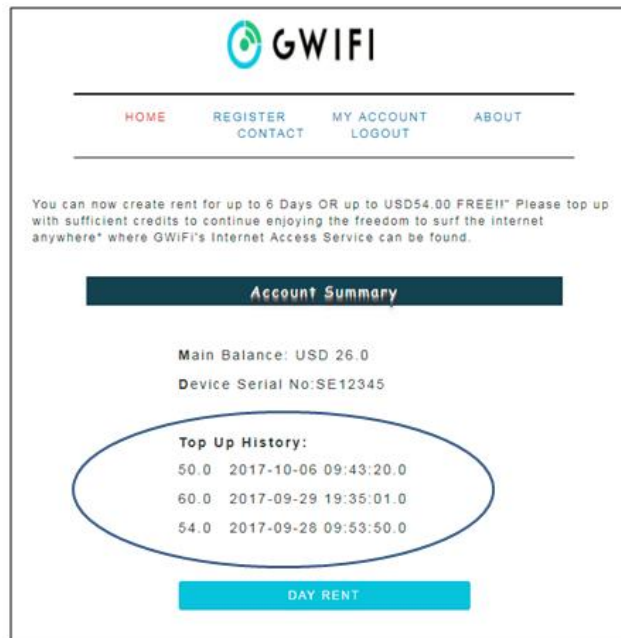 GWIFI
HOME REGISTER MY ACCOUNT ABOUT
CONTACT LOGOUT
You can now create rent for up to 6 Days OR up to USD54.00 FREE!!" Please top up
with sufficient credits to continue enjoying the freedom to surf the internet
anywhere* where GWiFi's Internet Access Service can be found.
Account Summary
Main Balance: USD 26.0
Device Serial No:SE12345
Top Up History:
50.0 2017-10-06 09:43:20.0
60.0 2017-09-29 19:35:01.0
54.0 2017-09-28 09:53:50.0
DAY RENT